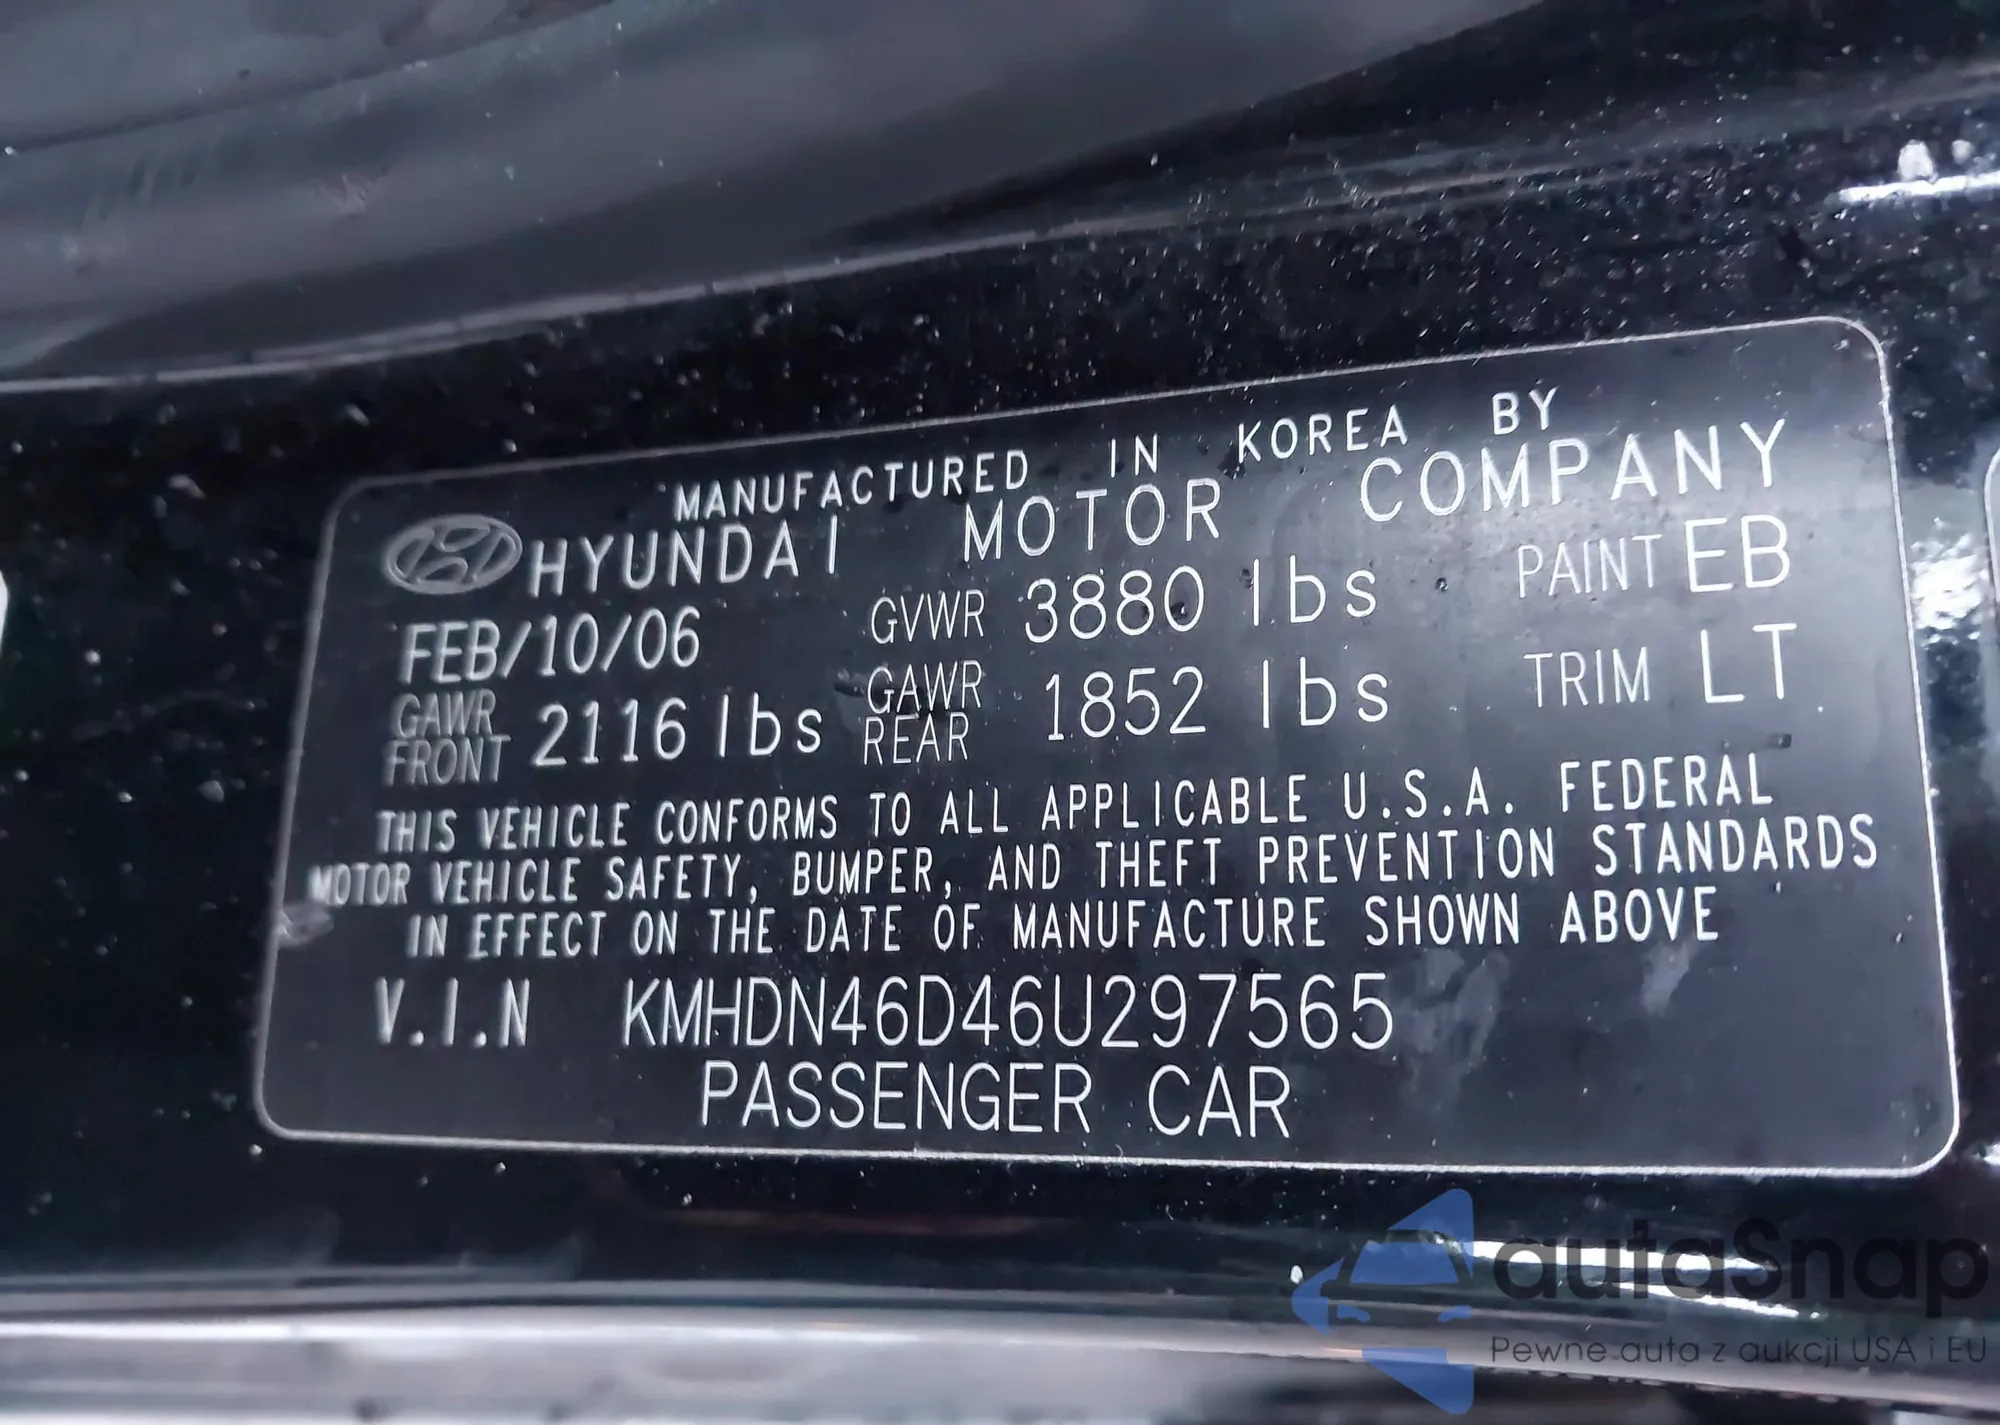 MANUFACTURED IN KOREA BY
HYUNDAI MOTOR COMPANY
FEB/10/06 GVWR 3880 lbs PAINT EB
GAWR FRONT 2116 lbs GAWR REAR 1852 lbs TRIM LT
THIS VEHICLE CONFORMS TO ALL APPLICABLE U.S.A. FEDERAL
MOTOR VEHICLE SAFETY, BUMPER, AND THEFT PREVENTION STANDARDS
IN EFFECT ON THE DATE OF MANUFACTURE SHOWN ABOVE
V.I.N KMHDN46D46U297565
PASSENGER CAR
autaSnap
Pewne auta z aukcji USA i EU